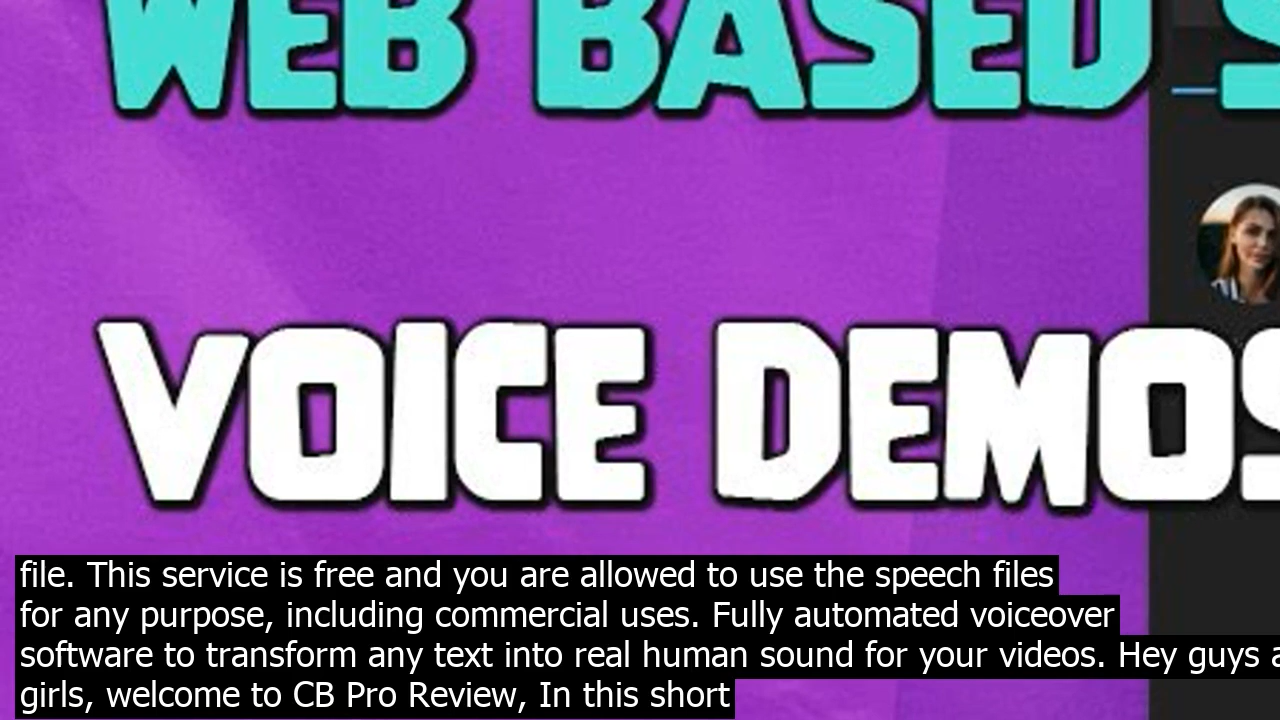 WEB BASED S
VOICE DEMOS
file. This service is free and you are allowed to use the speech files
for any purpose, including commercial uses. Fully automated voiceover
software to transform any text into real human sound for your videos. Hey guys a
girls, welcome to CB Pro Review, In this short